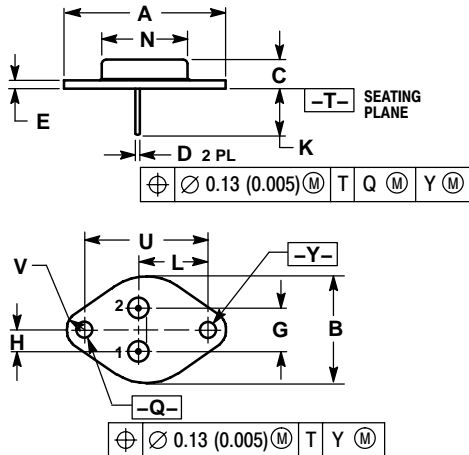 A
N
C
E
–T– SEATING
PLANE
K
D 2 PL
⌖ ∅ 0.13 (0.005) Ⓜ T Q Ⓜ Y Ⓜ
U
L
V
–Y–
2
G
B
H
1
–Q–
⌖ ∅ 0.13 (0.005) Ⓜ T Y Ⓜ